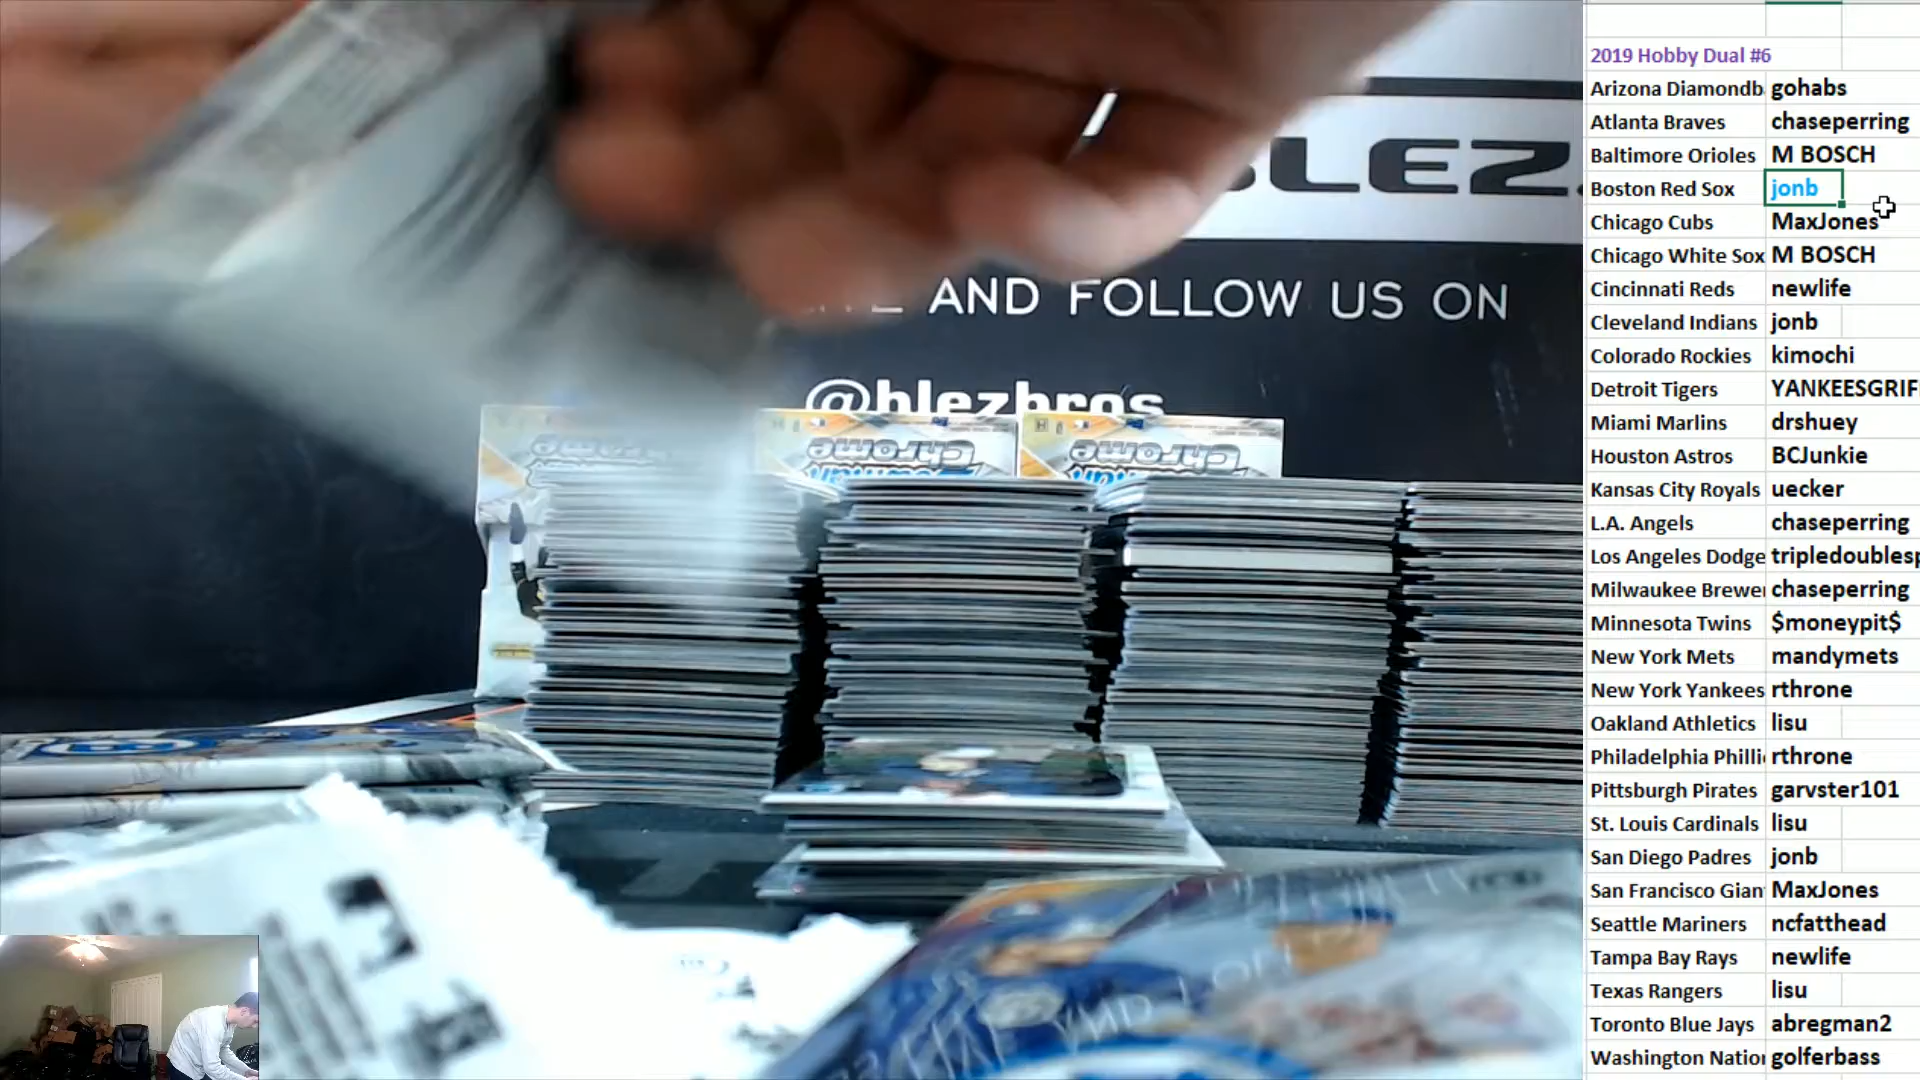 LEZ
AND FOLLOW US ON
@blezbros
Chrome
Chrome
Chrome
2019 Hobby Dual #6
Arizona Diamondb gohabs
Atlanta Braves chaseperring
Baltimore Orioles M BOSCH
Boston Red Sox jonb
Chicago Cubs MaxJones
Chicago White Sox M BOSCH
Cincinnati Reds newlife
Cleveland Indians jonb
Colorado Rockies kimochi
Detroit Tigers YANKEESGRIF
Miami Marlins drshuey
Houston Astros BCJunkie
Kansas City Royals uecker
L.A. Angels chaseperring
Los Angeles Dodge tripledoubles
Milwaukee Brewe chaseperring
Minnesota Twins $moneypit$
New York Mets mandymets
New York Yankees rthrone
Oakland Athletics lisu
Philadelphia Philli rthrone
Pittsburgh Pirates garvster101
St. Louis Cardinals lisu
San Diego Padres jonb
San Francisco Gian MaxJones
Seattle Mariners ncfatthead
Tampa Bay Rays newlife
Texas Rangers lisu
Toronto Blue Jays abregman2
Washington Natio golferbass